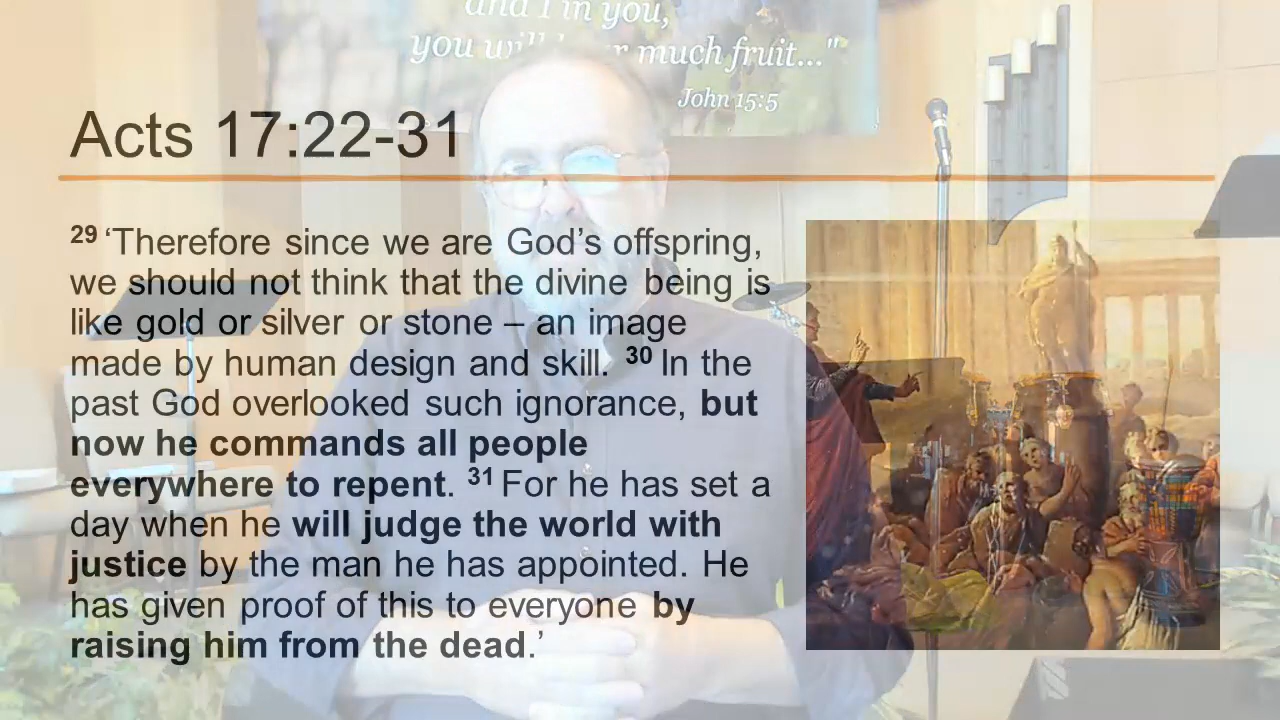 and I in you,
you will much fruit..."
John 15:5
Acts 17:22-31
29 ‘Therefore since we are God’s offspring,
we should not think that the divine being is
like gold or silver or stone – an image
made by human design and skill. 30 In the
past God overlooked such ignorance, but
now he commands all people
everywhere to repent. 31 For he has set a
day when he will judge the world with
justice by the man he has appointed. He
has given proof of this to everyone by
raising him from the dead.’